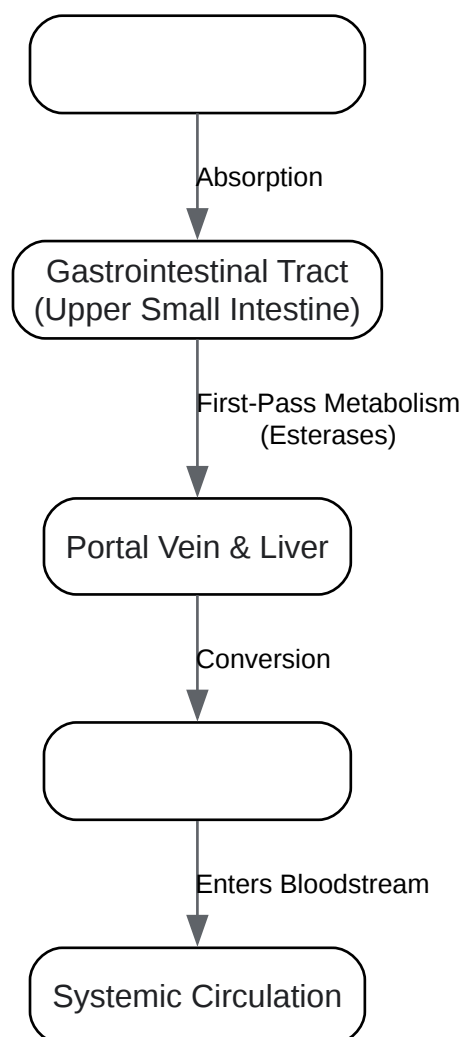 Absorption
Gastrointestinal Tract
(Upper Small Intestine)
First-Pass Metabolism
(Esterases)
Portal Vein & Liver
Conversion
Enters Bloodstream
Systemic Circulation